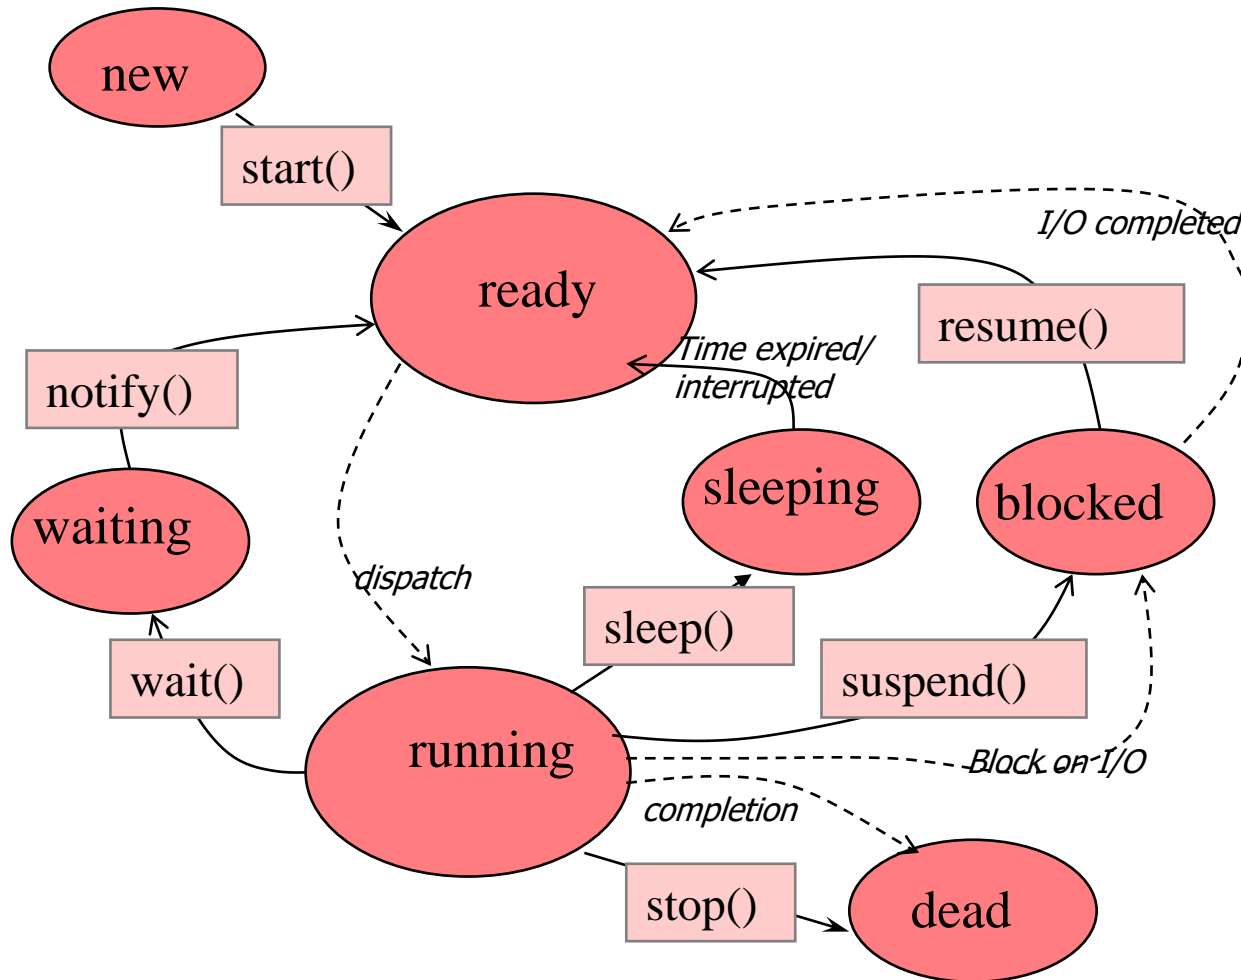 new
start()
I/O completed
ready
resume()
Time expired/
interrupted
notify()
sleeping
blocked
waiting
dispatch
sleep()
wait()
suspend()
running
Block on I/O
completion
stop()
dead